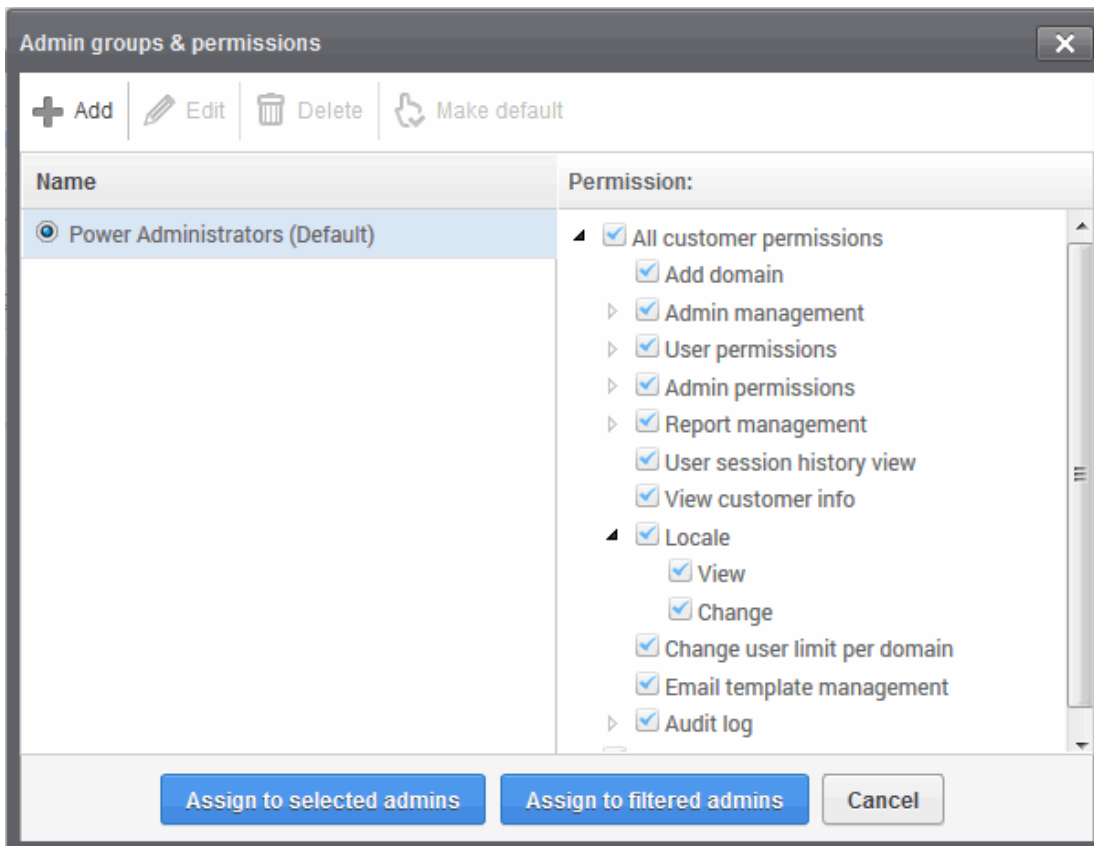 Admin groups & permissions
Add Edit Delete Make default
Name Permission:
Power Administrators (Default)
All customer permissions
Add domain
Admin management
User permissions
Admin permissions
Report management
User session history view
View customer info
Locale
View
Change
Change user limit per domain
Email template management
Audit log
Assign to selected admins Assign to filtered admins Cancel